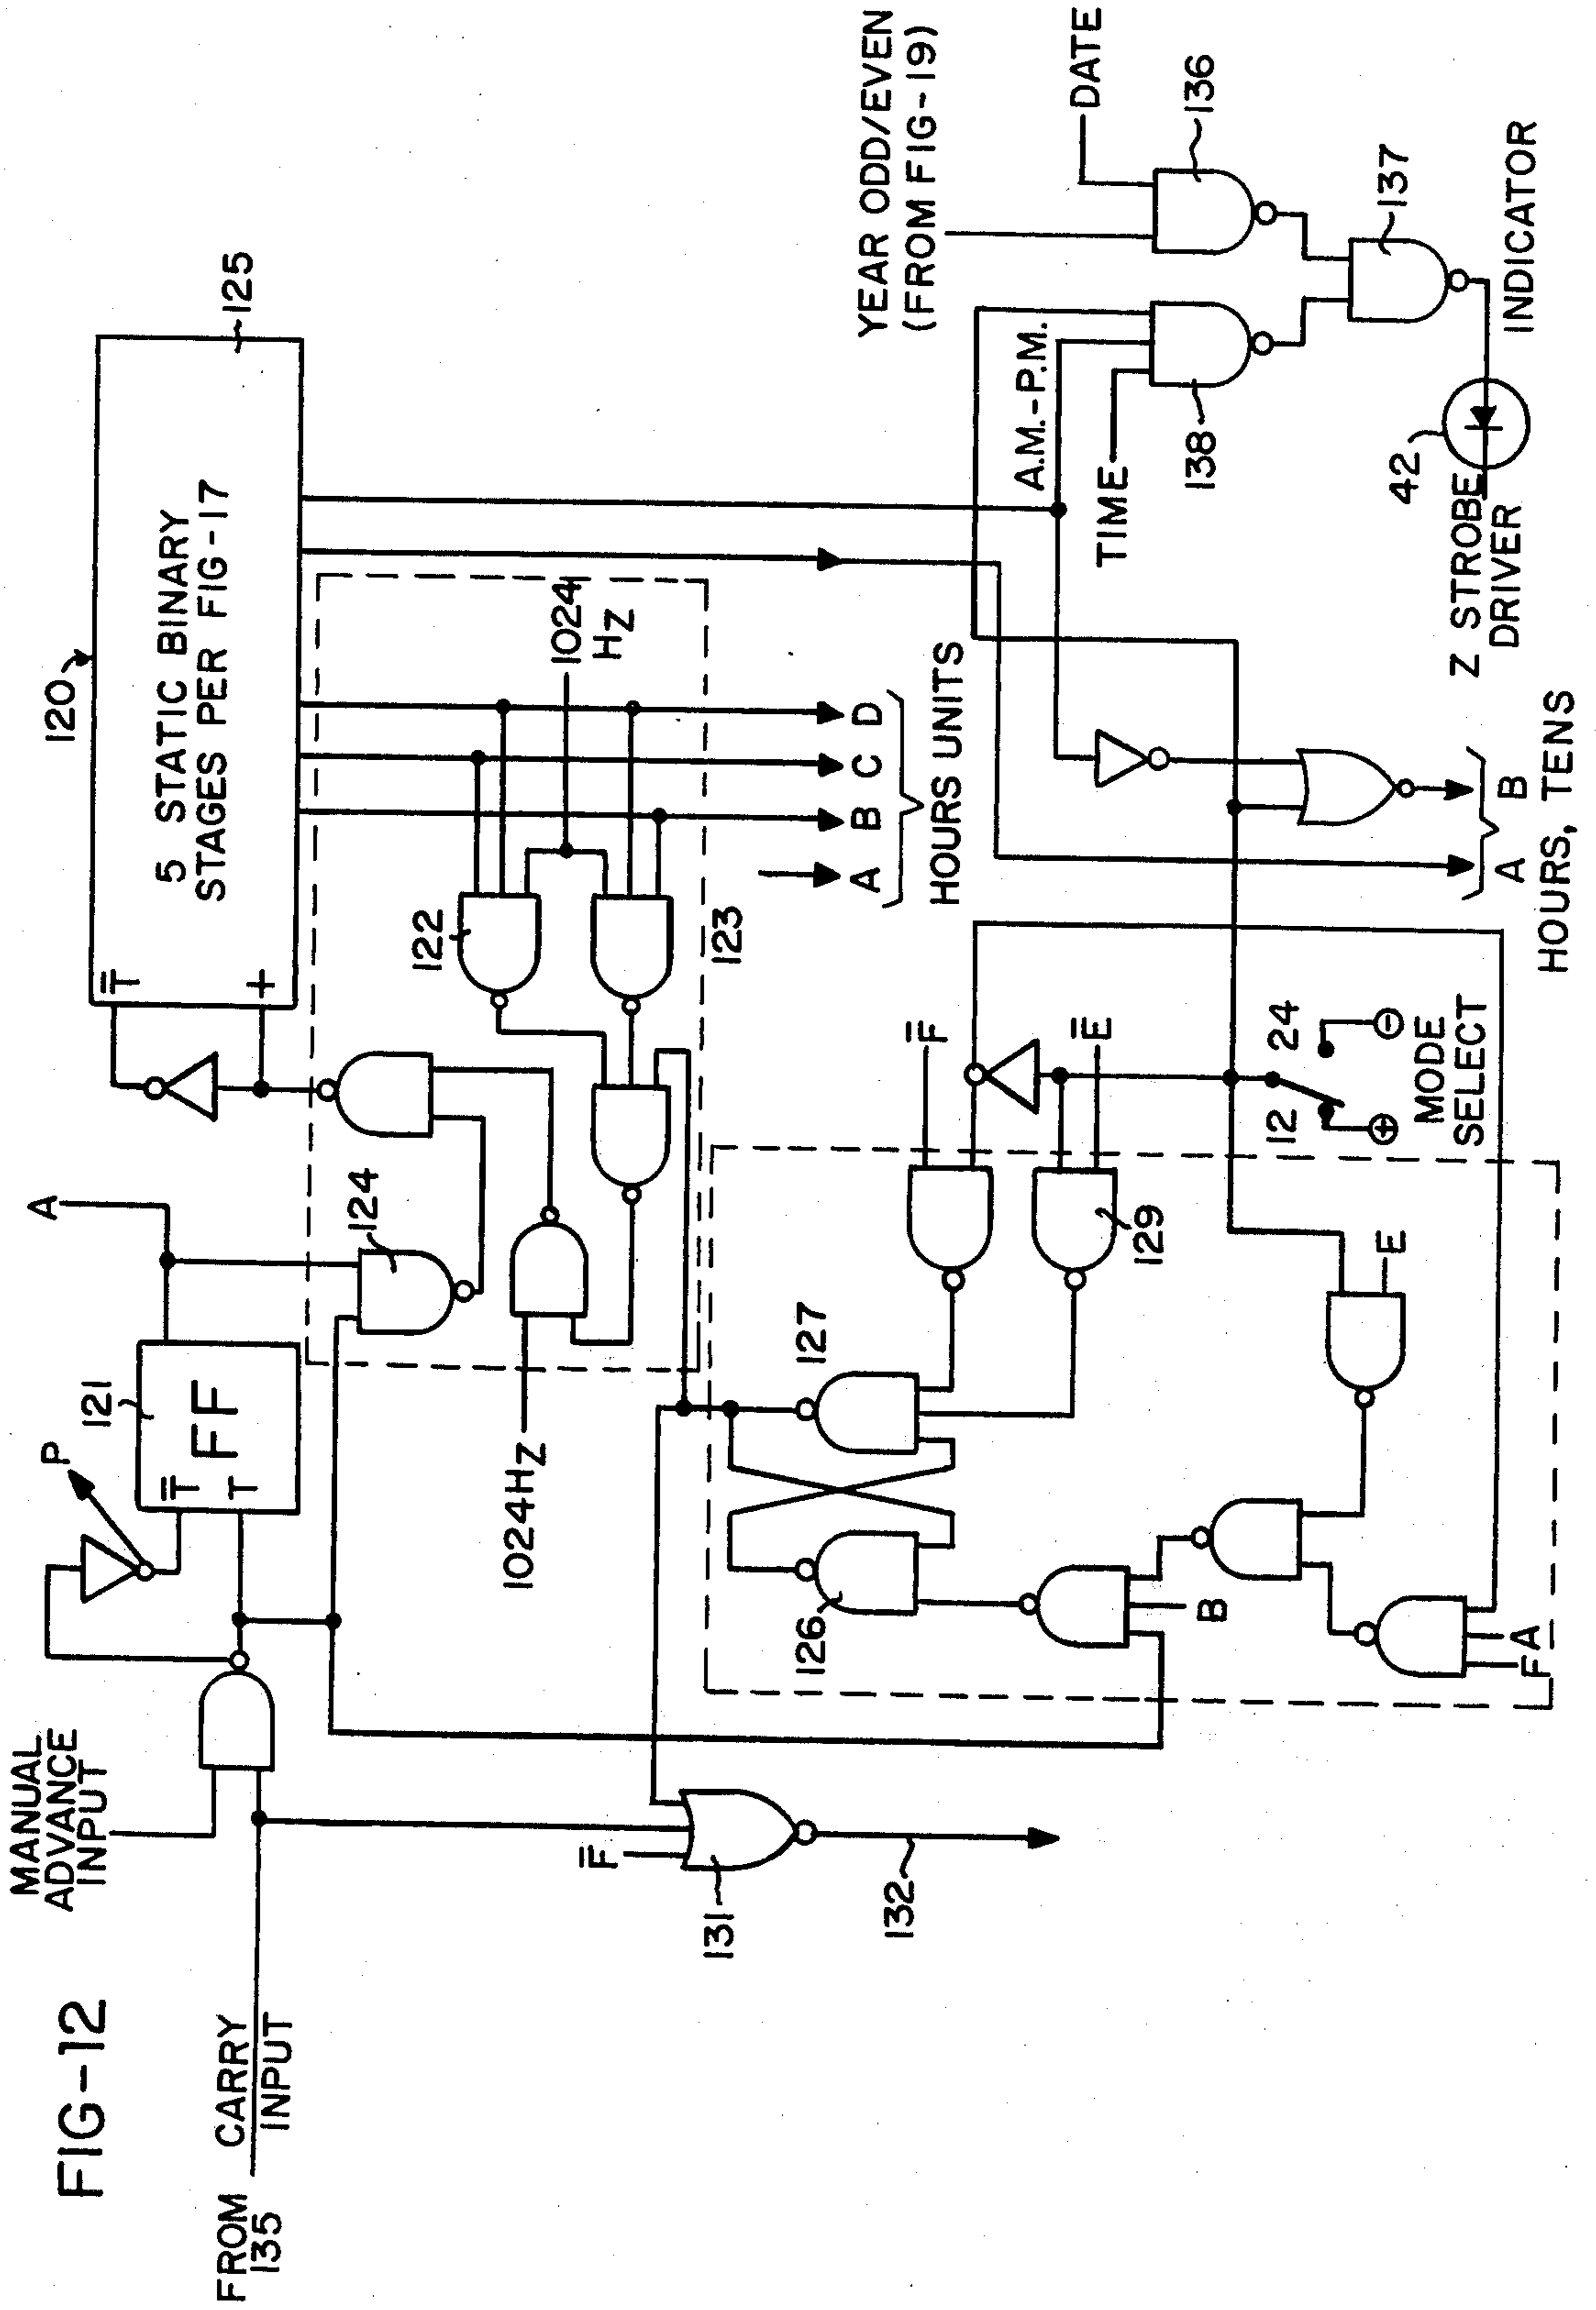 FIG-12
MANUAL
ADVANCE
INPUT
FROM CARRY
135 INPUT
P
121
T̅
T
FF
A
T̅
+
120
5 STATIC BINARY
STAGES PER FIG-17
125
124
122
123
1024HZ
1024
HZ
A B C D
HOURS UNITS
F̅
131
132
126
127
129
F̅
E̅
E
B
F A
12 24
+
−
MODE
SELECT
A B
HOURS, TENS
YEAR ODD/EVEN
(FROM FIG-19)
DATE
136
A.M.-P.M.
TIME
138
137
42
Z STROBE
DRIVER
INDICATOR